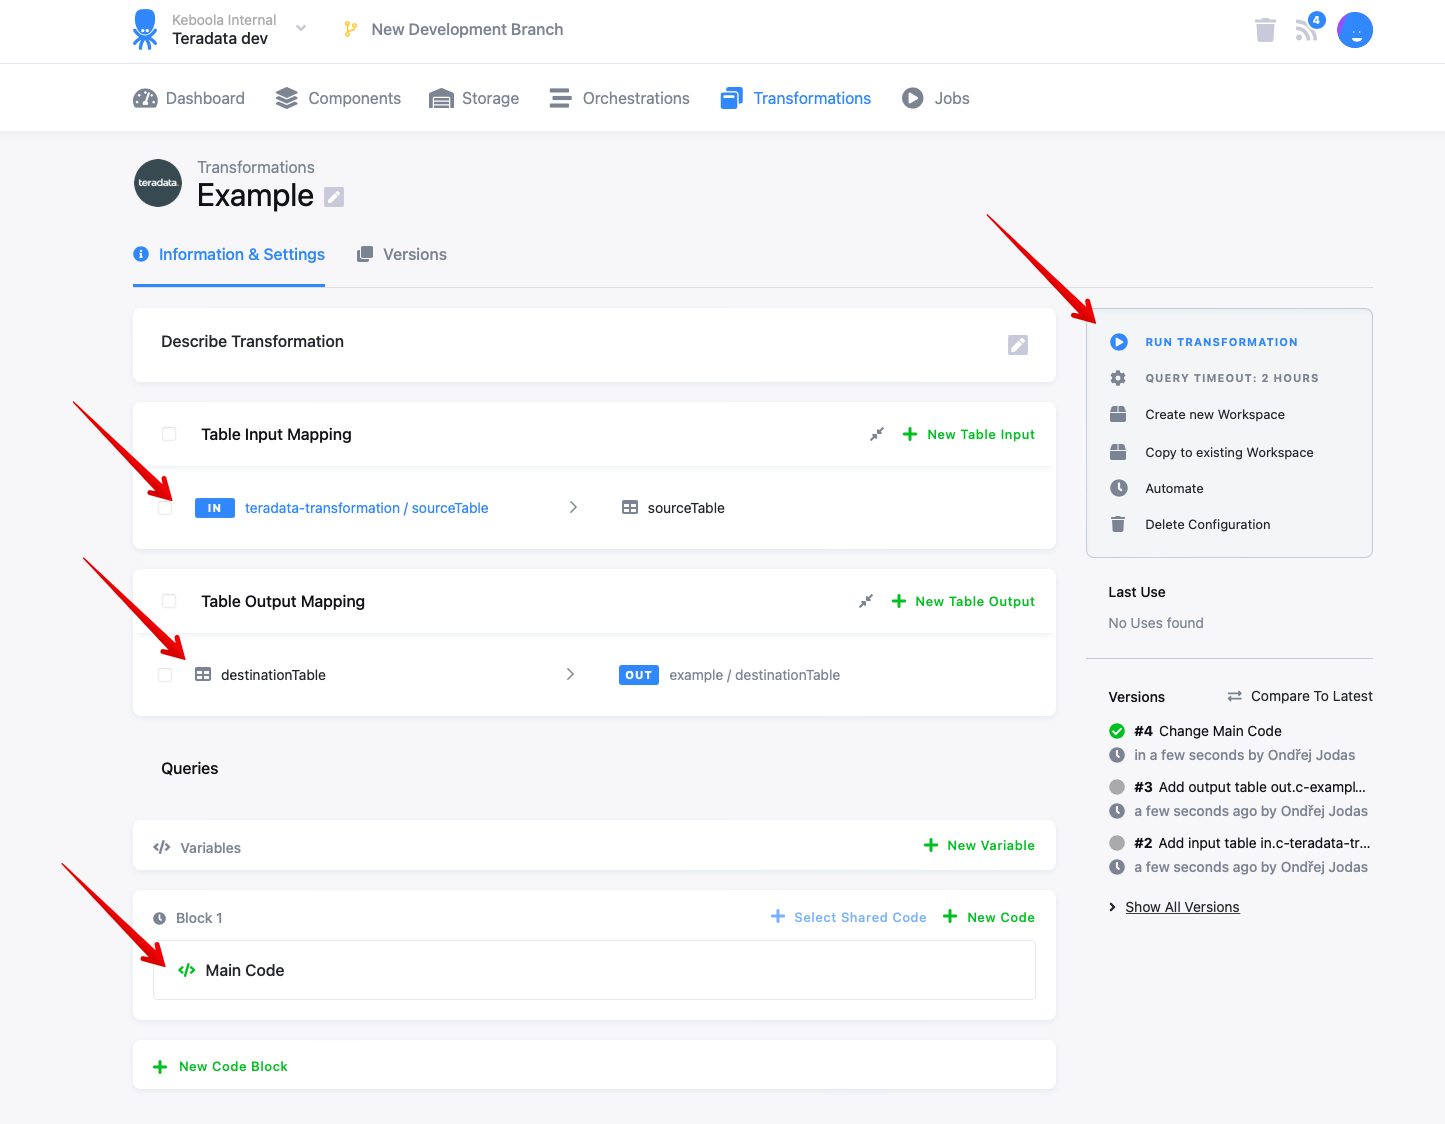 Keboola Internal
Teradata dev
New Development Branch
4
Dashboard
Components
Storage
Orchestrations
Transformations
Jobs
teradata.
Transformations
Example
Information & Settings
Versions
Describe Transformation
Table Input Mapping
New Table Input
IN teradata-transformation / sourceTable
sourceTable
Table Output Mapping
New Table Output
destinationTable
OUT example / destinationTable
Queries
Variables
New Variable
Block 1
Select Shared Code
New Code
Main Code
New Code Block
RUN TRANSFORMATION
QUERY TIMEOUT: 2 HOURS
Create new Workspace
Copy to existing Workspace
Automate
Delete Configuration
Last Use
No Uses found
Versions
Compare To Latest
#4 Change Main Code
in a few seconds by Ondřej Jodas
#3 Add output table out.c-exampl...
a few seconds ago by Ondřej Jodas
#2 Add input table in.c-teradata-tr...
a few seconds ago by Ondřej Jodas
Show All Versions